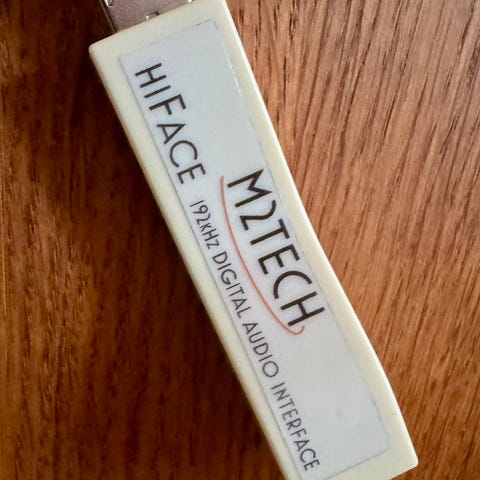 HIFACE
M2TECH
192KHZ DIGITAL AUDIO INTERFACE